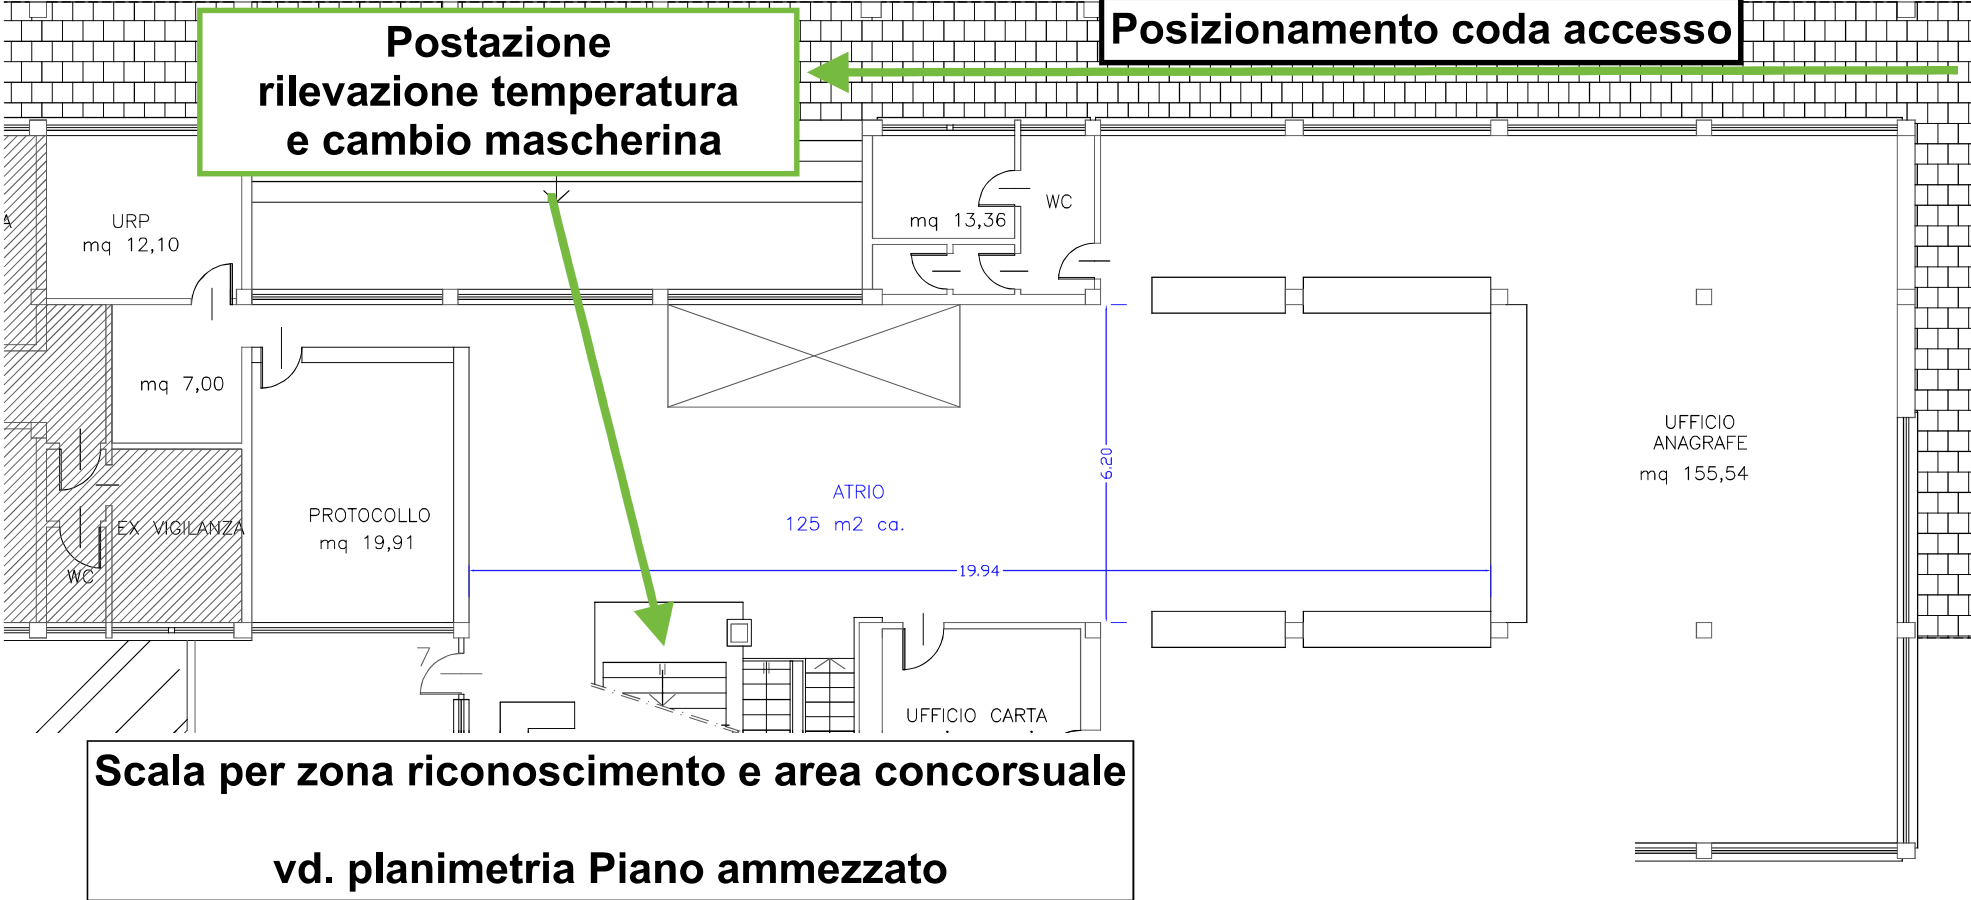 Posizionamento coda accesso
Postazione
rilevazione temperatura
e cambio mascherina
A
URP
mq 12,10
mq 13,36
WC
mq 7,00
PROTOCOLLO
mq 19,91
EX VIGILANZA
WC
ATRIO
125 m2 ca.
6.20
19.94
UFFICIO
ANAGRAFE
mq 155,54
7
UFFICIO CARTA
Scala per zona riconoscimento e area concorsuale
vd. planimetria Piano ammezzato